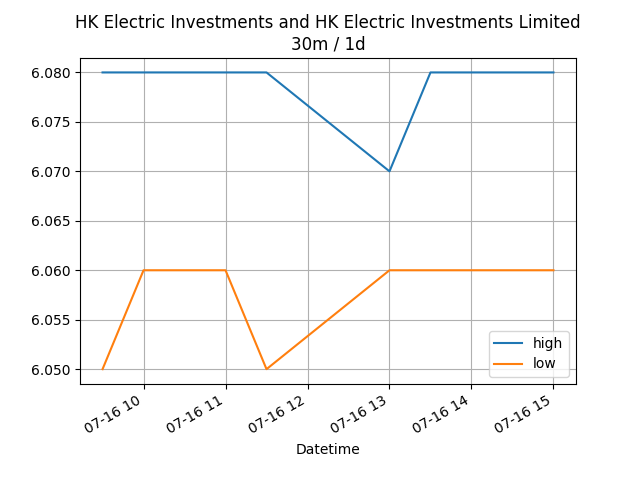 HK Electric Investments and HK Electric Investments Limited
30m / 1d
6.080
6.075
6.070
6.065
6.060
6.055
6.050
high
low
07-16 10
07-16 11
07-16 12
07-16 13
07-16 14
07-16 15
Datetime